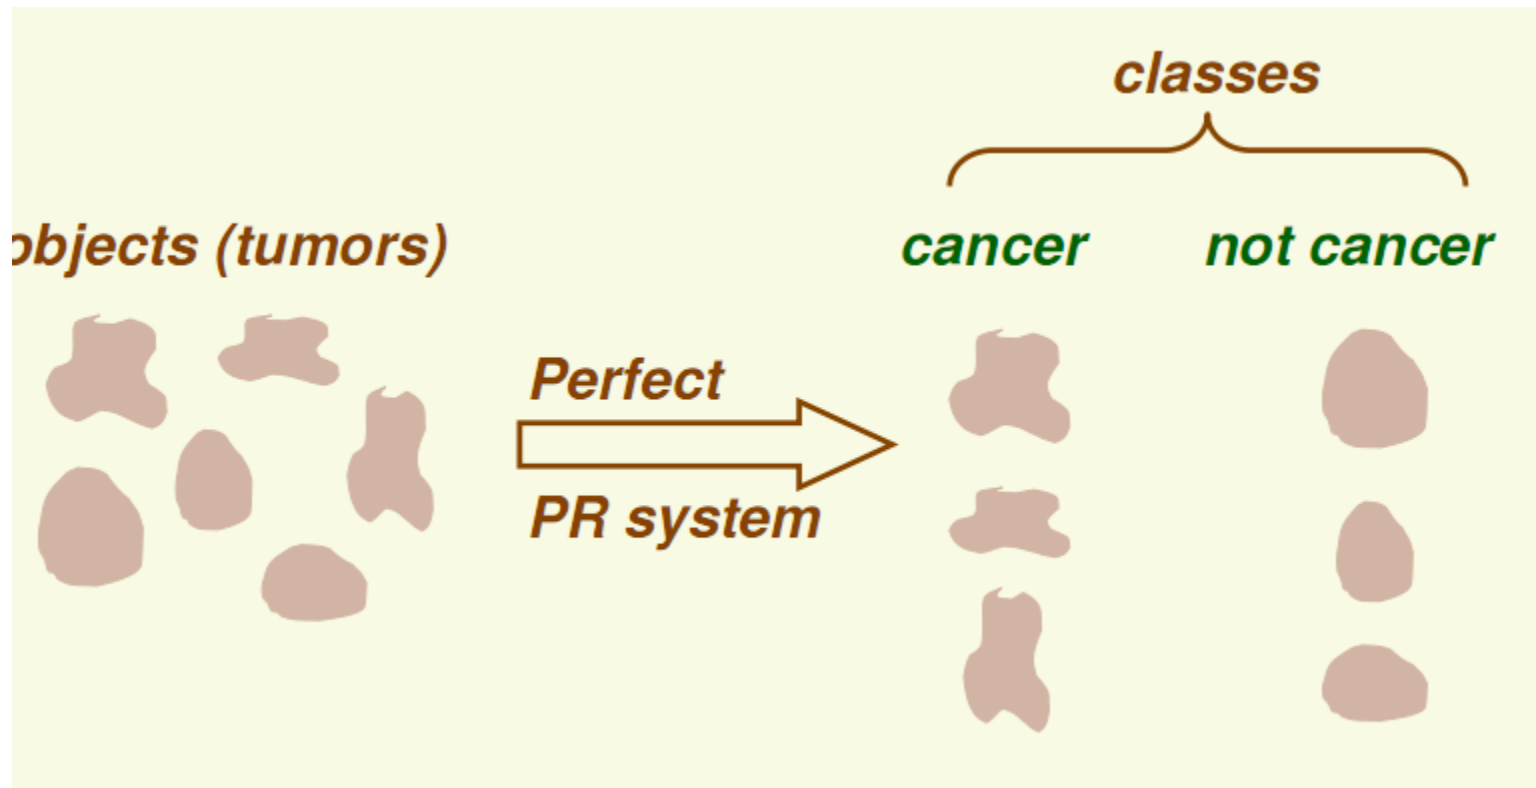 classes
objects (tumors)
cancer
not cancer
Perfect
PR system